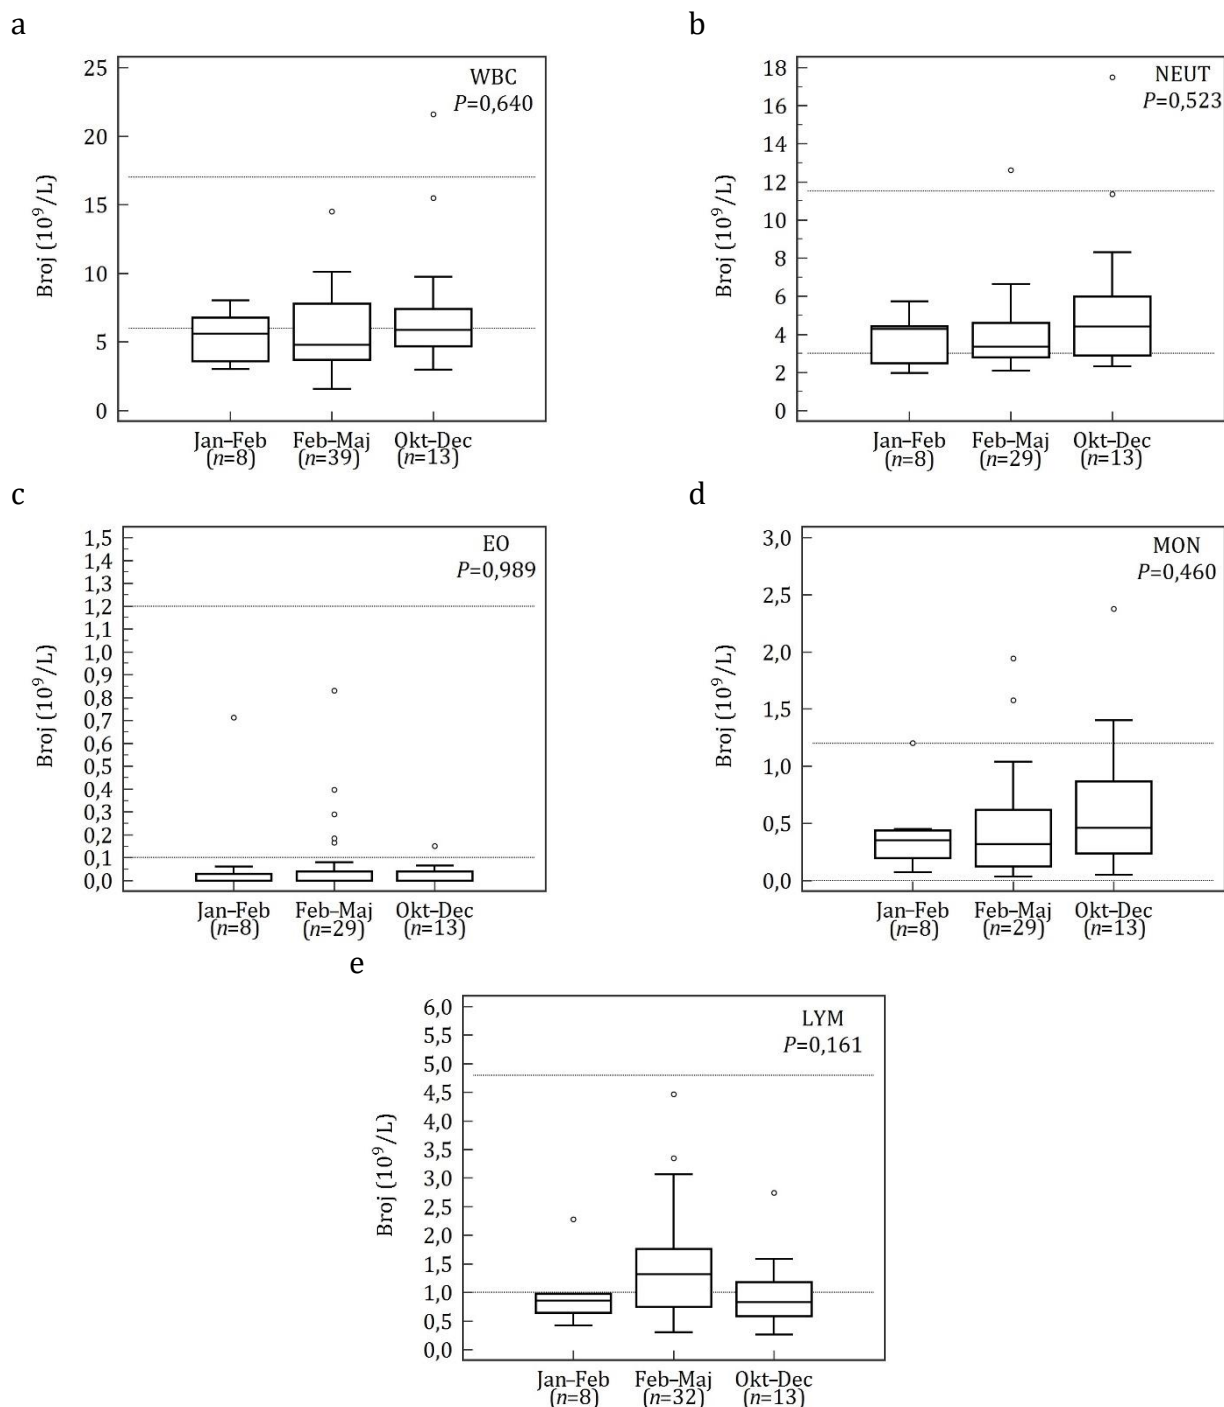 a
WBC
P=0,640
Broj (10⁹/L)
25
20
15
10
5
0
Jan–Feb Feb–Maj Okt–Dec
(n=8) (n=39) (n=13)
b
NEUT
P=0,523
Broj (10⁹/L)
18
16
14
12
10
8
6
4
2
0
Jan–Feb Feb–Maj Okt–Dec
(n=8) (n=29) (n=13)
c
EO
P=0,989
Broj (10⁹/L)
1,5
1,4
1,3
1,2
1,1
1,0
0,9
0,8
0,7
0,6
0,5
0,4
0,3
0,2
0,1
0,0
Jan–Feb Feb–Maj Okt–Dec
(n=8) (n=29) (n=13)
d
MON
P=0,460
Broj (10⁹/L)
3,0
2,5
2,0
1,5
1,0
0,5
0,0
Jan–Feb Feb–Maj Okt–Dec
(n=8) (n=29) (n=13)
e
LYM
P=0,161
Broj (10⁹/L)
6,0
5,5
5,0
4,5
4,0
3,5
3,0
2,5
2,0
1,5
1,0
0,5
0,0
Jan–Feb Feb–Maj Okt–Dec
(n=8) (n=32) (n=13)